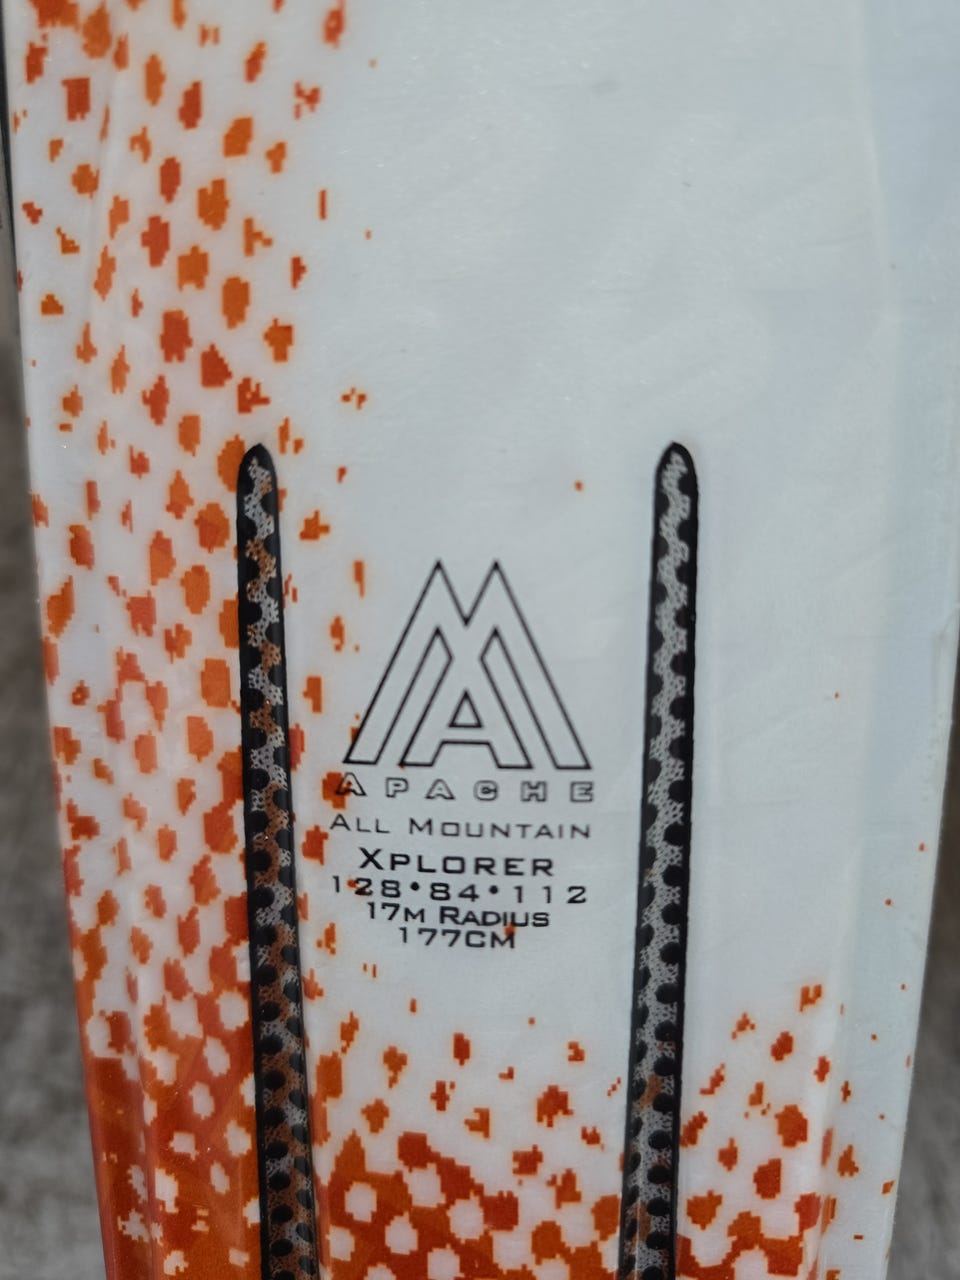 APACHE
ALL MOUNTAIN
XPLORER
128•84•112
17M RADIUS
177CM